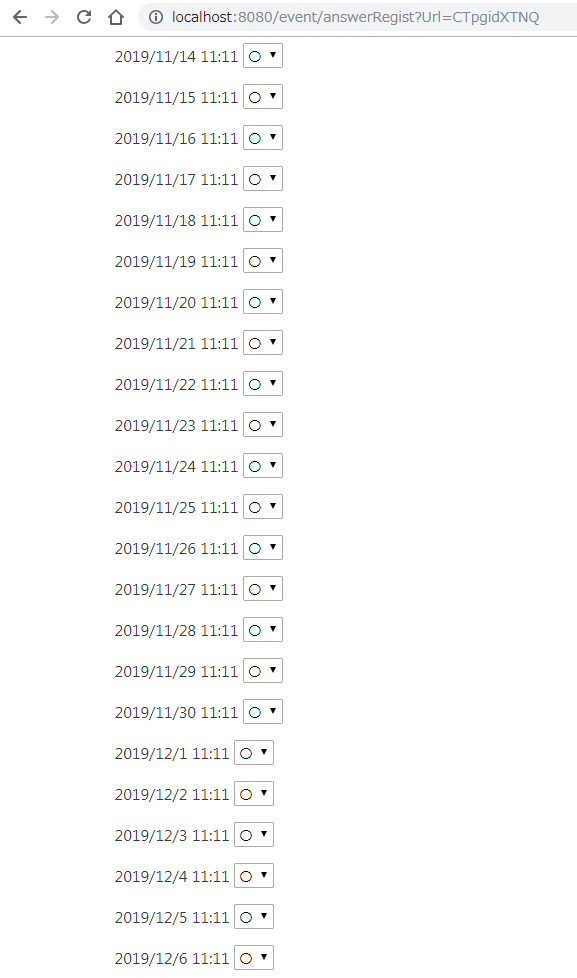 localhost:8080/event/answerRegist?Url=CTpgidXTNQ
2019/11/14 11:11 ○
2019/11/15 11:11 ○
2019/11/16 11:11 ○
2019/11/17 11:11 ○
2019/11/18 11:11 ○
2019/11/19 11:11 ○
2019/11/20 11:11 ○
2019/11/21 11:11 ○
2019/11/22 11:11 ○
2019/11/23 11:11 ○
2019/11/24 11:11 ○
2019/11/25 11:11 ○
2019/11/26 11:11 ○
2019/11/27 11:11 ○
2019/11/28 11:11 ○
2019/11/29 11:11 ○
2019/11/30 11:11 ○
2019/12/1 11:11 ○
2019/12/2 11:11 ○
2019/12/3 11:11 ○
2019/12/4 11:11 ○
2019/12/5 11:11 ○
2019/12/6 11:11 ○